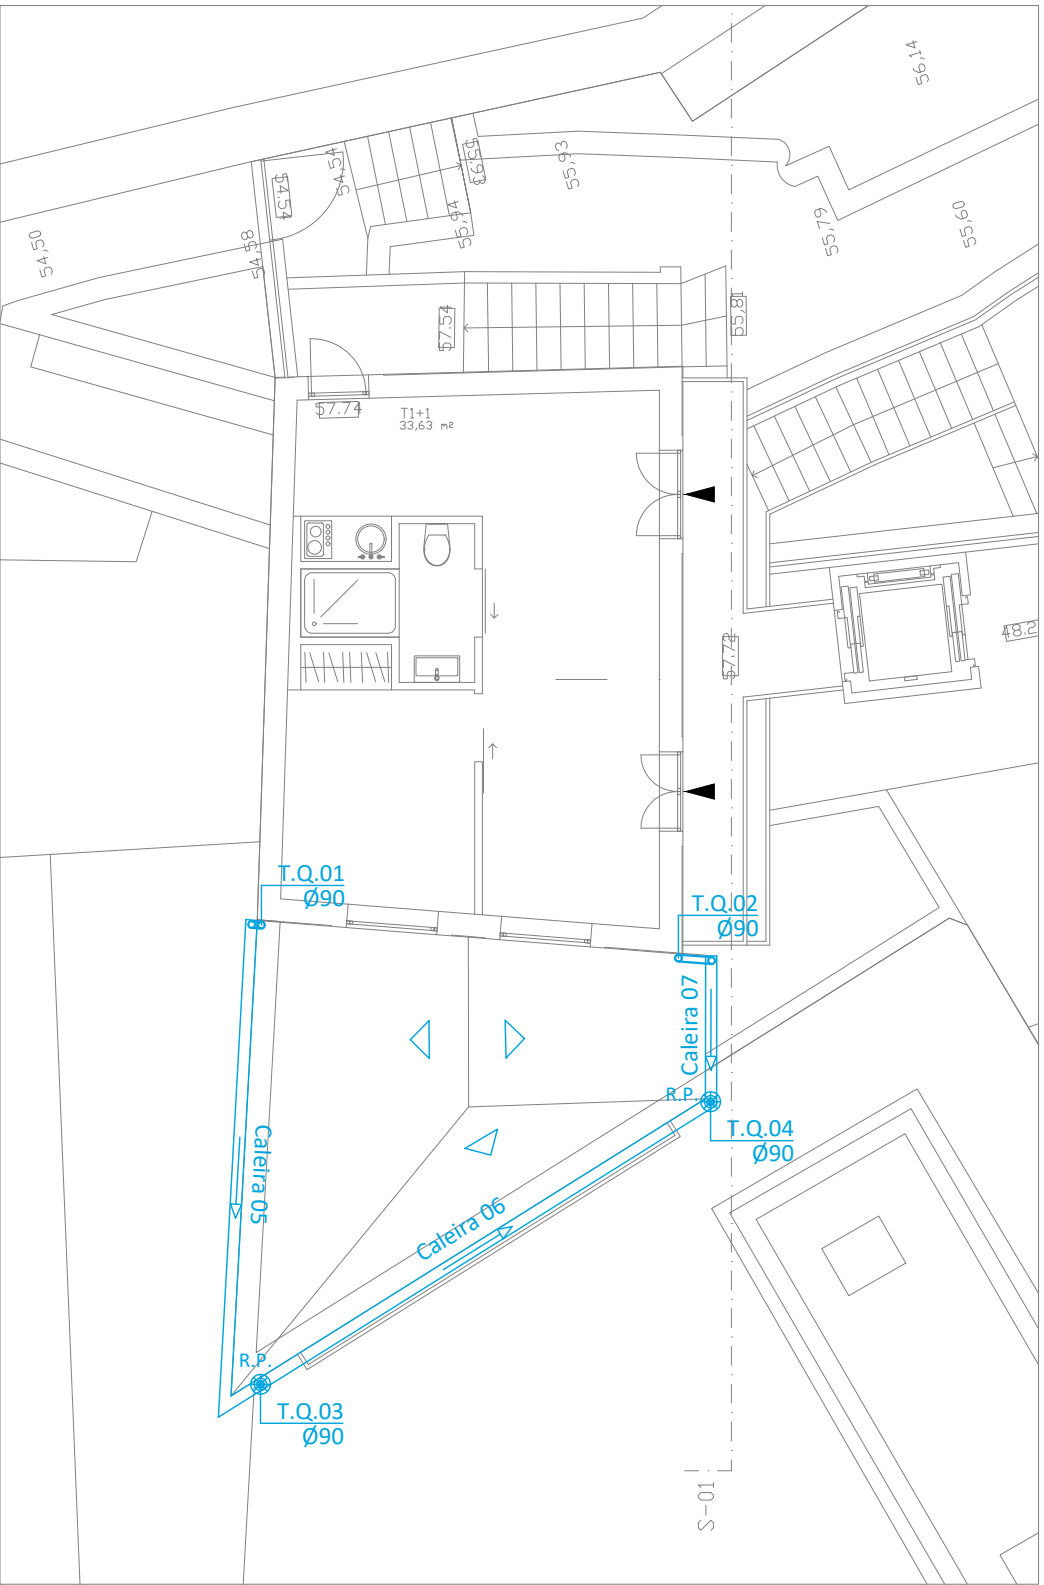 56,14
55,93
55,93
54,54
54,54
55,94
55,79
55,60
54,50
54,58
57,54
55,81
57,74
T1+1
33,63 m²
57,72
48,2
T.Q.01
Ø90
T.Q.02
Ø90
Caleira 07
R.P.
T.Q.04
Ø90
Caleira 05
Caleira 06
R.P.
T.Q.03
Ø90
S-01